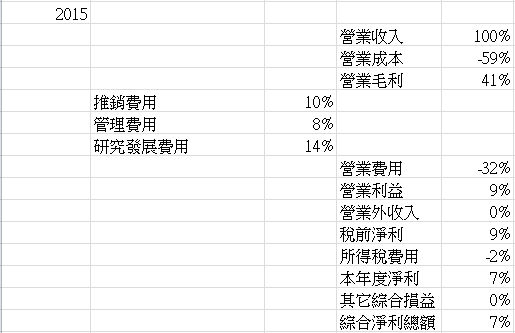 2015
營業收入 100%
營業成本 -59%
營業毛利 41%
推銷費用 10%
管理費用 8%
研究發展費用 14%
營業費用 -32%
營業利益 9%
營業外收入 0%
稅前淨利 9%
所得稅費用 -2%
本年度淨利 7%
其它綜合損益 0%
綜合淨利總額 7%